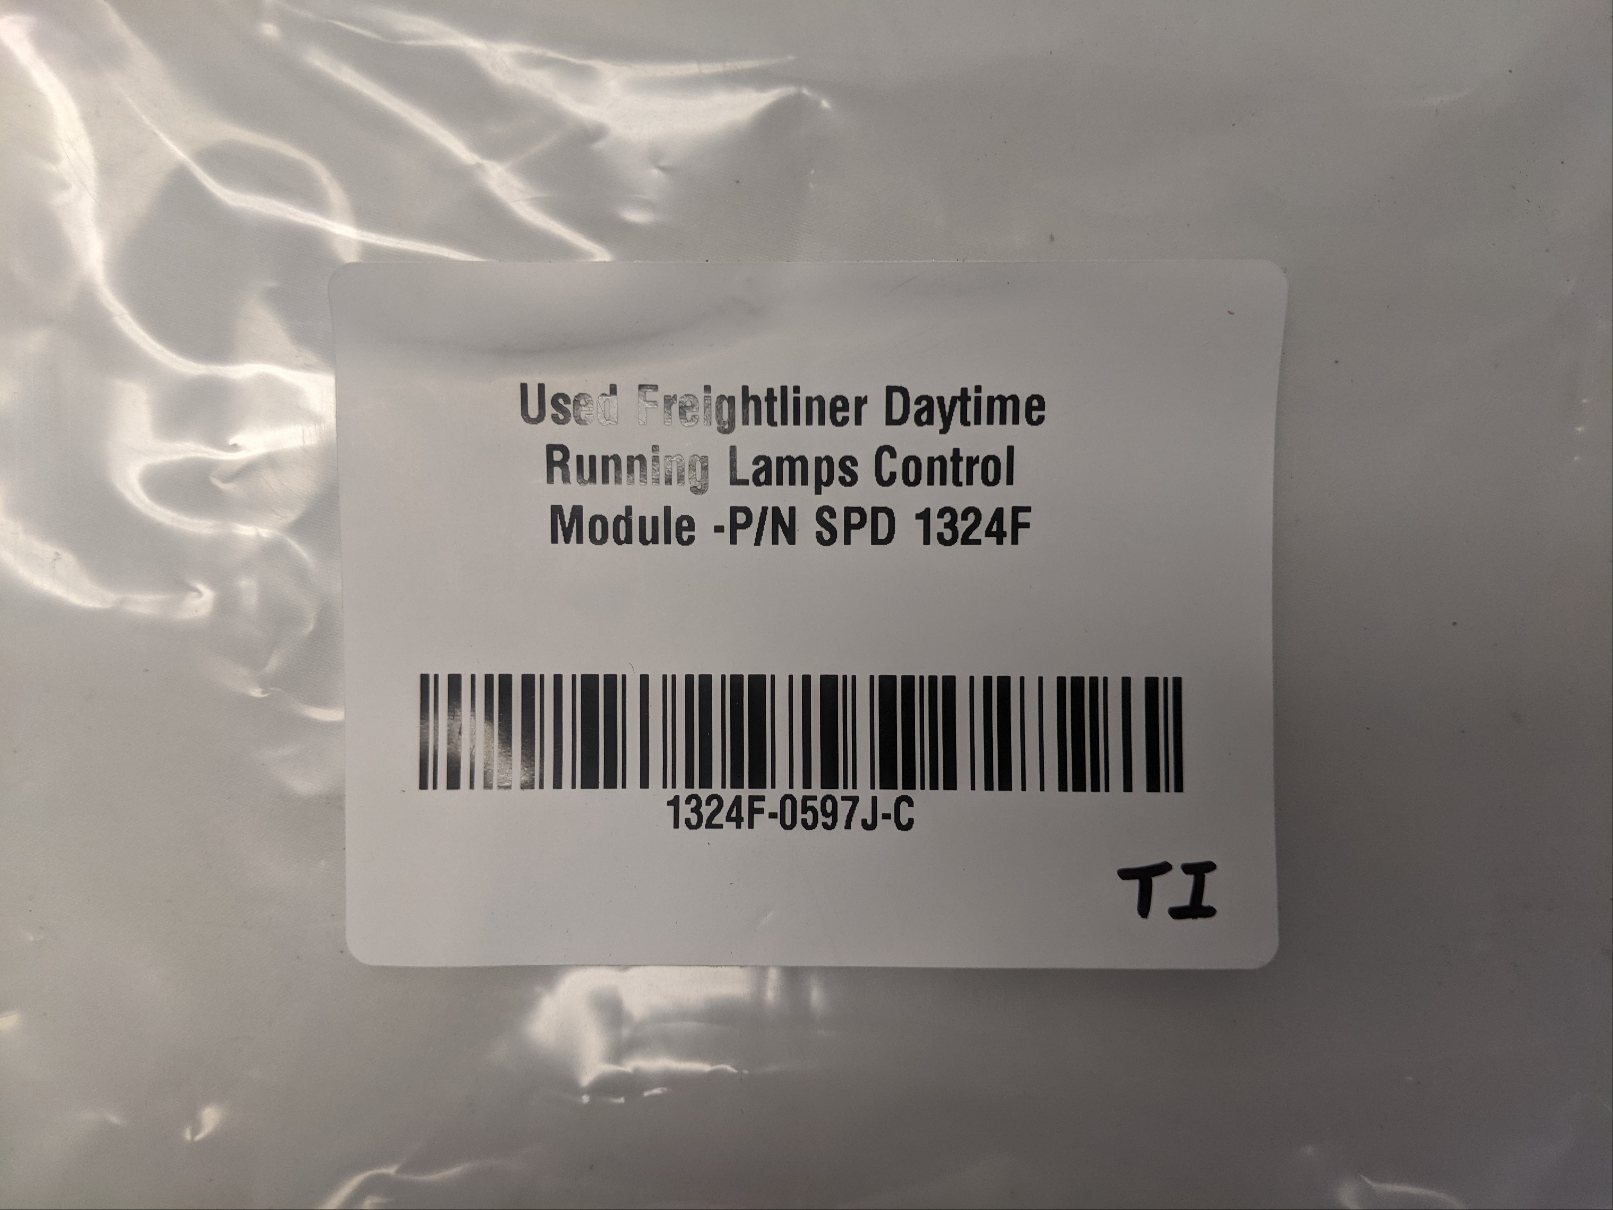 Used Freightliner Daytime
Running Lamps Control
Module -P/N SPD 1324F
1324F-0597J-C
TI